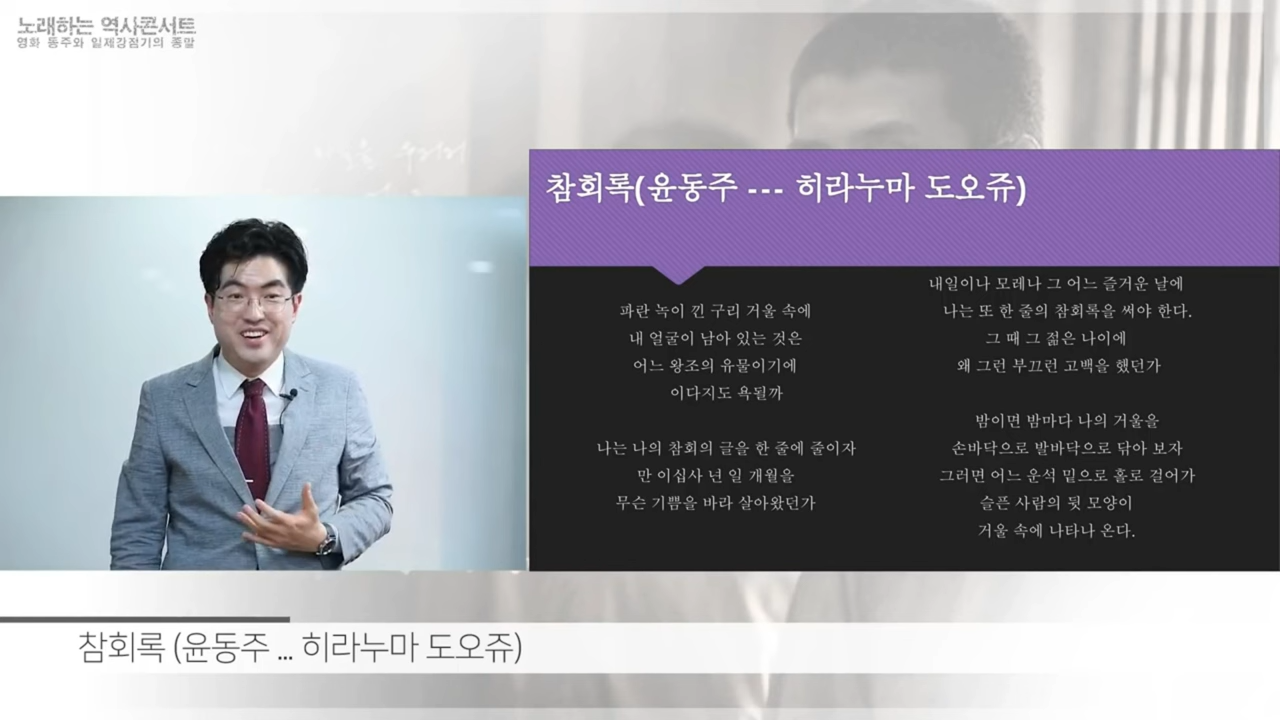 노래하는 역사콘서트
영화 동주와 일제강점기의 종말
참회록(윤동주 --- 히라누마 도오쥬)
파란 녹이 낀 구리 거울 속에
내 얼굴이 남아 있는 것은
어느 왕조의 유물이기에
이다지도 욕될까
나는 나의 참회의 글을 한 줄에 줄이자
만 이십사 년 일 개월을
무슨 기쁨을 바라 살아왔던가
내일이나 모레나 그 어느 즐거운 날에
나는 또 한 줄의 참회록을 써야 한다.
그 때 그 젊은 나이에
왜 그런 부끄런 고백을 했던가
밤이면 밤마다 나의 거울을
손바닥으로 발바닥으로 닦아 보자
그러면 어느 운석 밑으로 홀로 걸어가
슬픈 사람의 뒷 모양이
거울 속에 나타나 온다.
참회록 (윤동주 ... 히라누마 도오쥬)